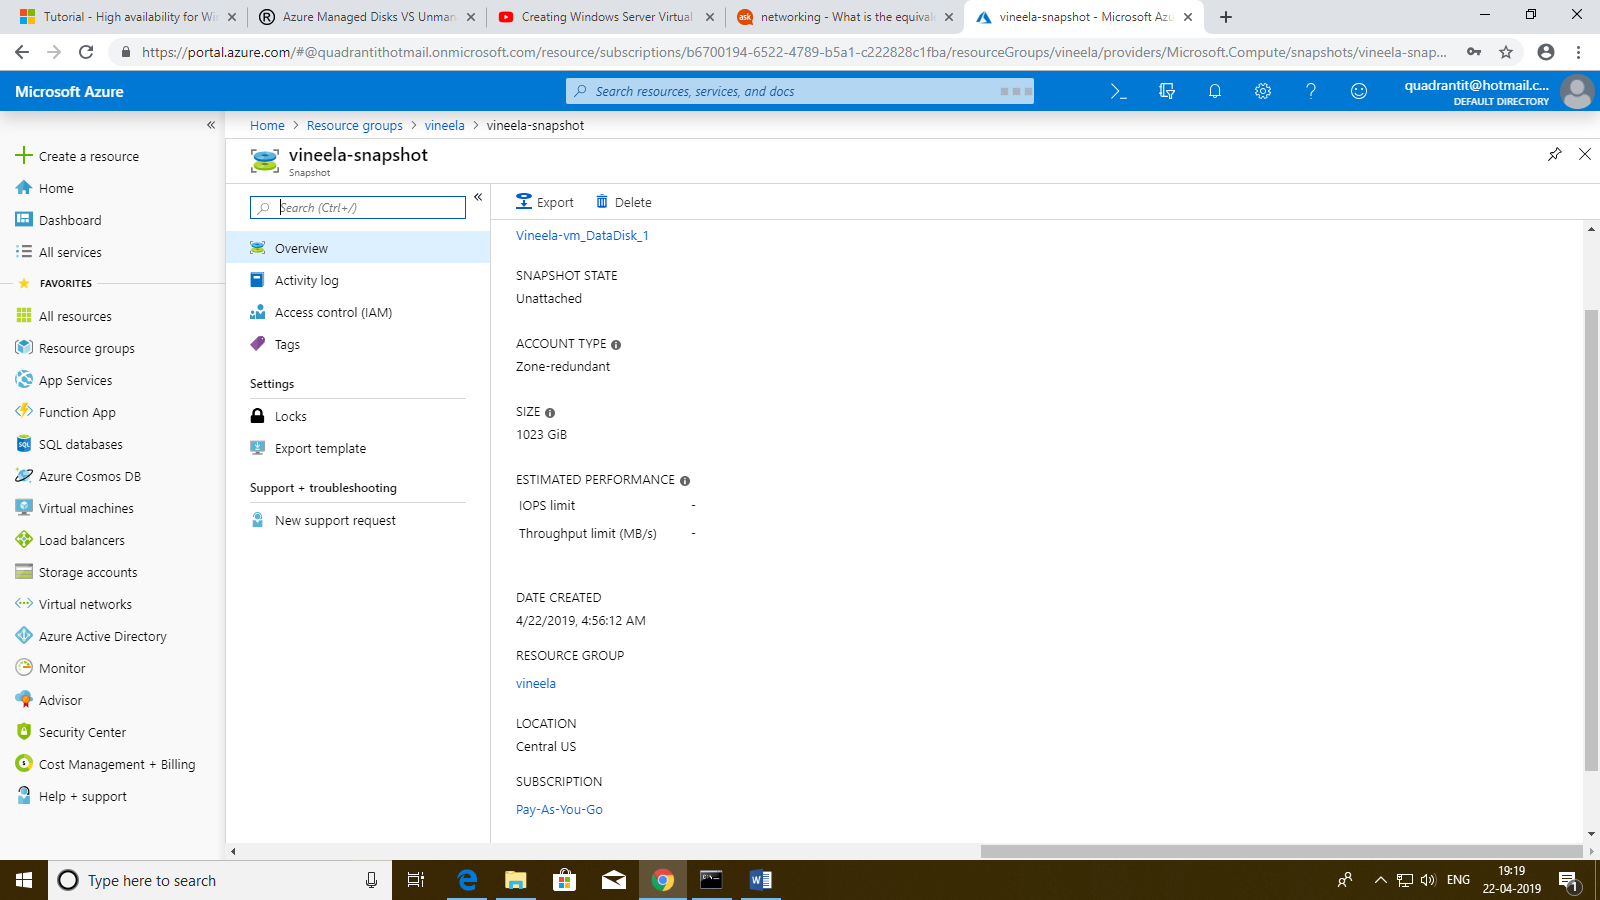 Tutorial - High availability for Win
Azure Managed Disks VS Unman
Creating Windows Server Virtual
ask
networking - What is the equivale
vineela-snapshot - Microsoft Azu
https://portal.azure.com/#@quadrantithotmail.onmicrosoft.com/resource/subscriptions/b6700194-6522-4789-b5a1-c222828c1fba/resourceGroups/vineela/providers/Microsoft.Compute/snapshots/vineela-snap...
Microsoft Azure
Search resources, services, and docs
quadrantit@hotmail.c...
DEFAULT DIRECTORY
Create a resource
Home
Dashboard
All services
FAVORITES
All resources
Resource groups
App Services
Function App
SQL
SQL databases
Azure Cosmos DB
Virtual machines
Load balancers
Storage accounts
Virtual networks
Azure Active Directory
Monitor
Advisor
Security Center
Cost Management + Billing
Help + support
Home > Resource groups > vineela > vineela-snapshot
vineela-snapshot
Snapshot
Search (Ctrl+/)
Overview
Activity log
Access control (IAM)
Tags
Settings
Locks
Export template
Support + troubleshooting
New support request
Export
Delete
Vineela-vm_DataDisk_1
SNAPSHOT STATE
Unattached
ACCOUNT TYPE
Zone-redundant
SIZE
1023 GiB
ESTIMATED PERFORMANCE
IOPS limit -
Throughput limit (MB/s) -
DATE CREATED
4/22/2019, 4:56:12 AM
RESOURCE GROUP
vineela
LOCATION
Central US
SUBSCRIPTION
Pay-As-You-Go
Type here to search
ENG
19:19
22-04-2019
1